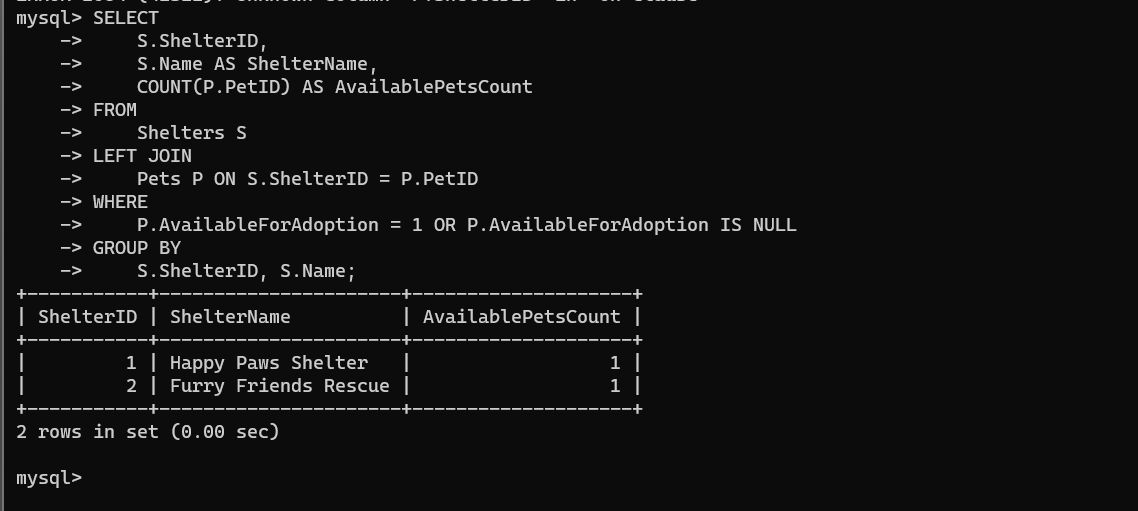 mysql> SELECT
    ->     S.ShelterID,
    ->     S.Name AS ShelterName,
    ->     COUNT(P.PetID) AS AvailablePetsCount
    -> FROM
    ->     Shelters S
    -> LEFT JOIN
    ->     Pets P ON S.ShelterID = P.PetID
    -> WHERE
    ->     P.AvailableForAdoption = 1 OR P.AvailableForAdoption IS NULL
    -> GROUP BY
    ->     S.ShelterID, S.Name;
+-----------+----------------------+--------------------+
| ShelterID | ShelterName          | AvailablePetsCount |
+-----------+----------------------+--------------------+
|         1 | Happy Paws Shelter   |                  1 |
|         2 | Furry Friends Rescue |                  1 |
+-----------+----------------------+--------------------+
2 rows in set (0.00 sec)
mysql>